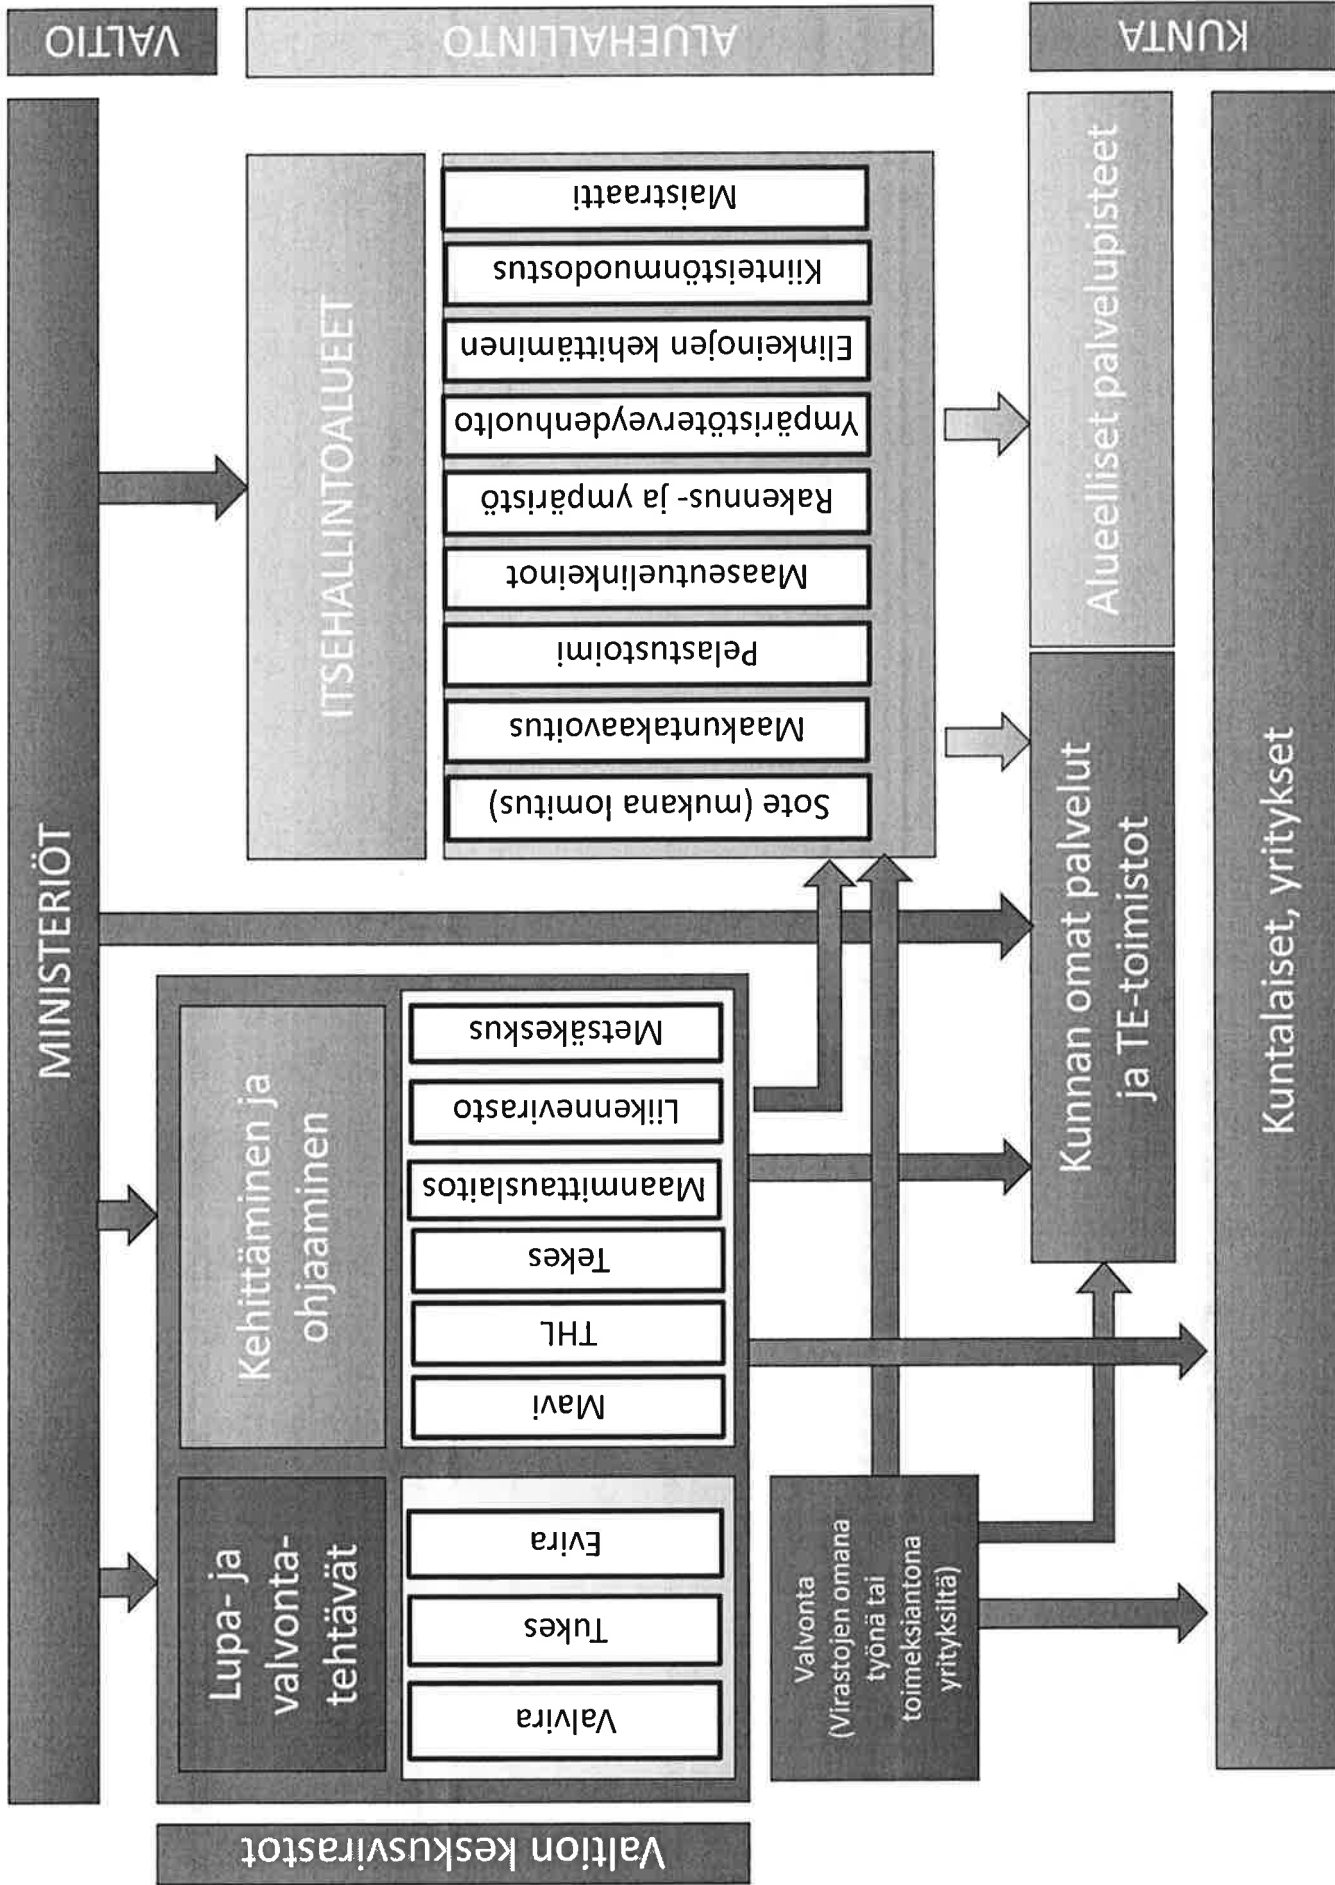 VALTIO
ALUEHALLINTO
KUNTA
MINISTERIÖT
Valtion keskusvirastot
Lupa- ja
valvonta-
tehtävät
Valvira
Tukes
Evira
Kehittäminen ja
ohjaaminen
Mavi
THL
Tekes
Maanmittauslaitos
Liikennevirasto
Metsäkeskus
ITSEHALLINTOALUEET
Sote (mukana lomitus)
Maakuntakaavoitus
Pelastustoimi
Maaseutuelinkeinot
Rakennus- ja ympäristö
Ympäristöterveydenhuolto
Elinkeinojen kehittäminen
Kiinteistönmuodostus
Maistraatti
Valvonta
(Virastojen omana
työnä tai
toimeksiantona
yrityksiltä)
Kunnan omat palvelut
ja TE-toimistot
Alueelliset palvelupisteet
Kuntalaiset, yritykset